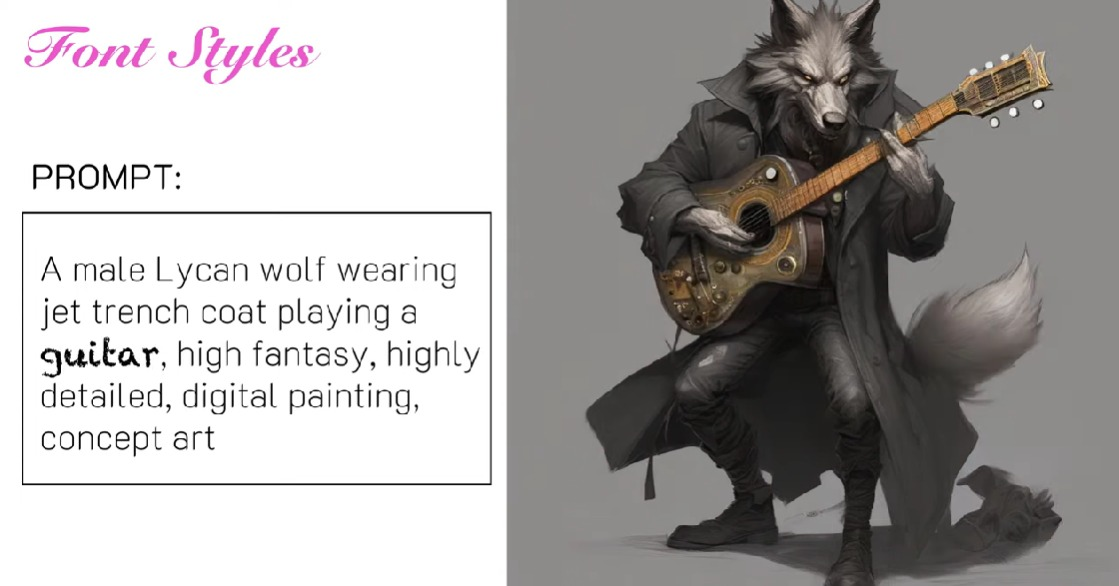 Font Styles
PROMPT:
A male Lycan wolf wearing
jet trench coat playing a
guitar, high fantasy, highly
detailed, digital painting,
concept art